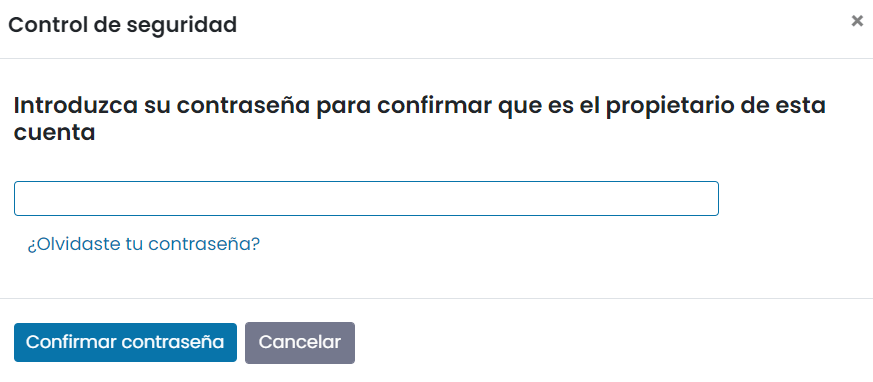 Control de seguridad
×
Introduzca su contraseña para confirmar que es el propietario de esta
cuenta
¿Olvidaste tu contraseña?
Confirmar contraseña
Cancelar